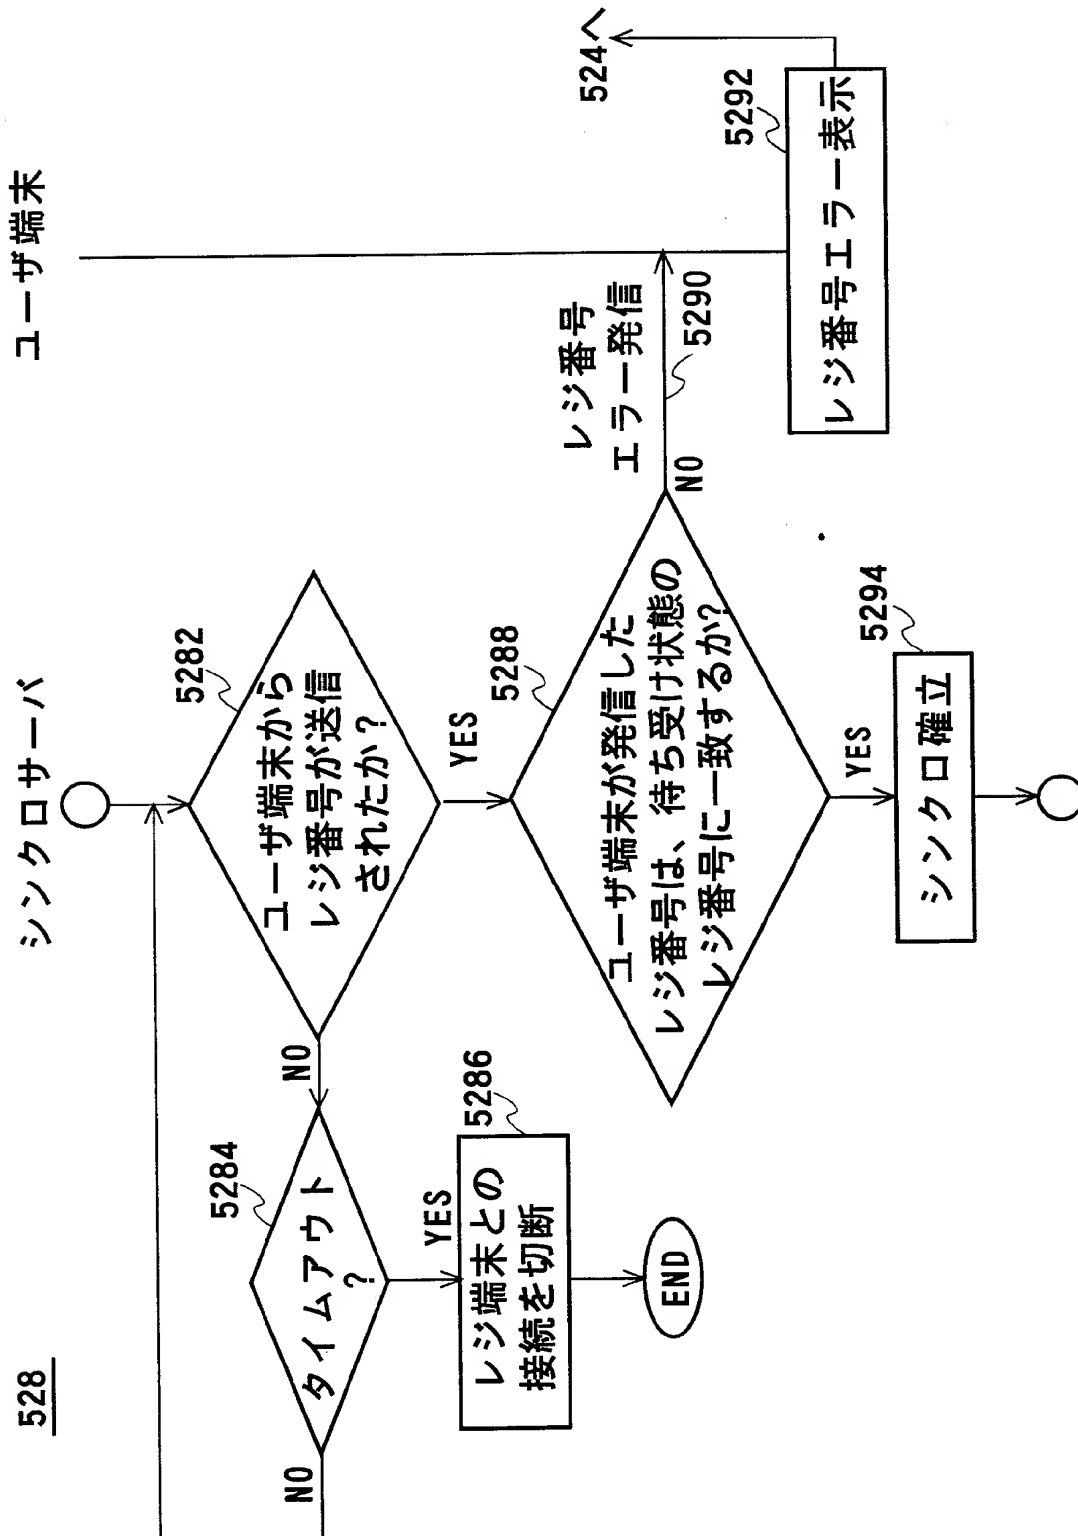 528
シンクロサーバ
ユーザ端末
5282
ユーザ端末から
レジ番号が送信
されたか?
NO
YES
5284
タイムアウト
?
NO
YES
5286
レジ端末との
接続を切断
END
5288
ユーザ端末が発信した
レジ番号は、待ち受け状態の
レジ番号に一致するか?
NO
YES
レジ番号
エラー発信
5290
5292
レジ番号エラー表示
524へ
5294
シンクロ確立